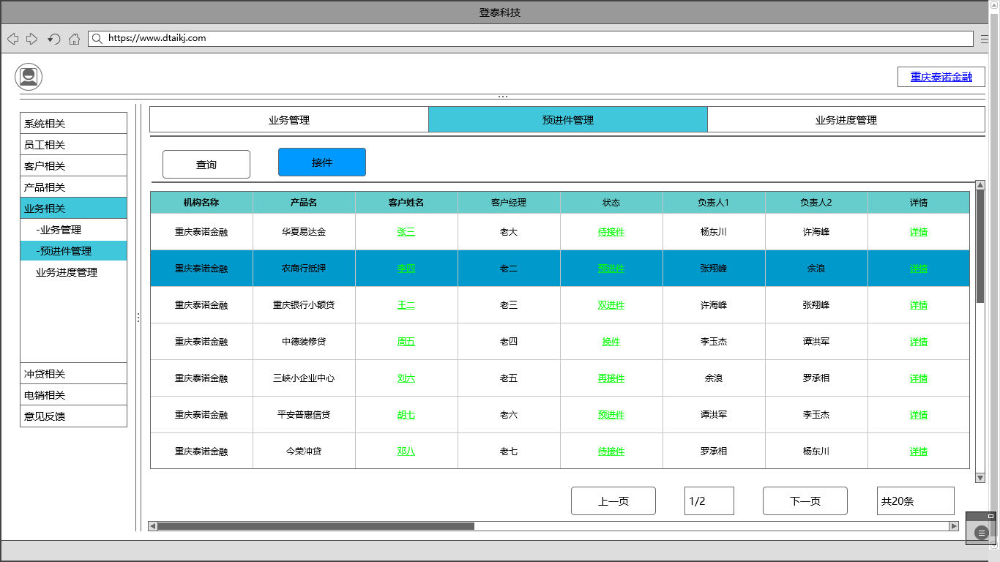 登泰科技
https://www.dtaikj.com
重庆泰诺金融
系统相关
员工相关
客户相关
产品相关
业务相关
-业务管理
-预进件管理
业务进度管理
冲贷相关
电销相关
意见反馈
业务管理 预进件管理 业务进度管理
查询 接件
机构名称 产品名 客户姓名 客户经理 状态 负责人1 负责人2 详情
重庆泰诺金融 华夏易达金 张三 老大 待接件 杨东川 许海峰 详情
重庆泰诺金融 农商行抵押 李四 老二 预进件 张翔峰 余浪 详情
重庆泰诺金融 重庆银行小额贷 王二 老三 双进件 许海峰 张翔峰 详情
重庆泰诺金融 中德装修贷 周五 老四 换件 李玉杰 谭洪军 详情
重庆泰诺金融 三峡小企业中心 刘六 老五 再接件 余浪 罗承相 详情
重庆泰诺金融 平安普惠信贷 胡七 老六 预进件 谭洪军 李玉杰 详情
重庆泰诺金融 今荣冲贷 邓八 老七 待接件 罗承相 杨东川 详情
上一页 1/2 下一页 共20条